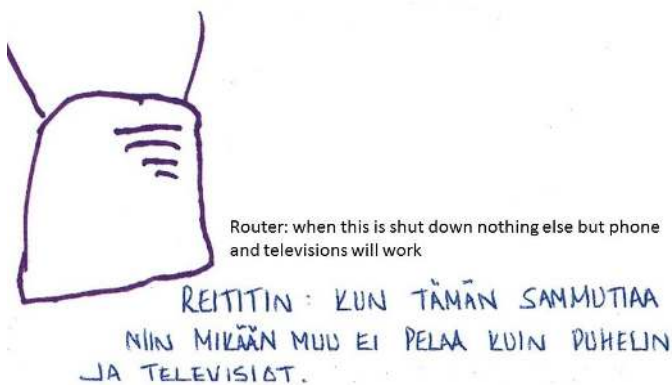 Router: when this is shut down nothing else but phone
and televisions will work
REITITIN: KUN TÄMÄN SAMMUTTAA
NIIN MIKÄÄN MUU EI PELAA KUIN PUHELIN
JA TELEVISIOT.